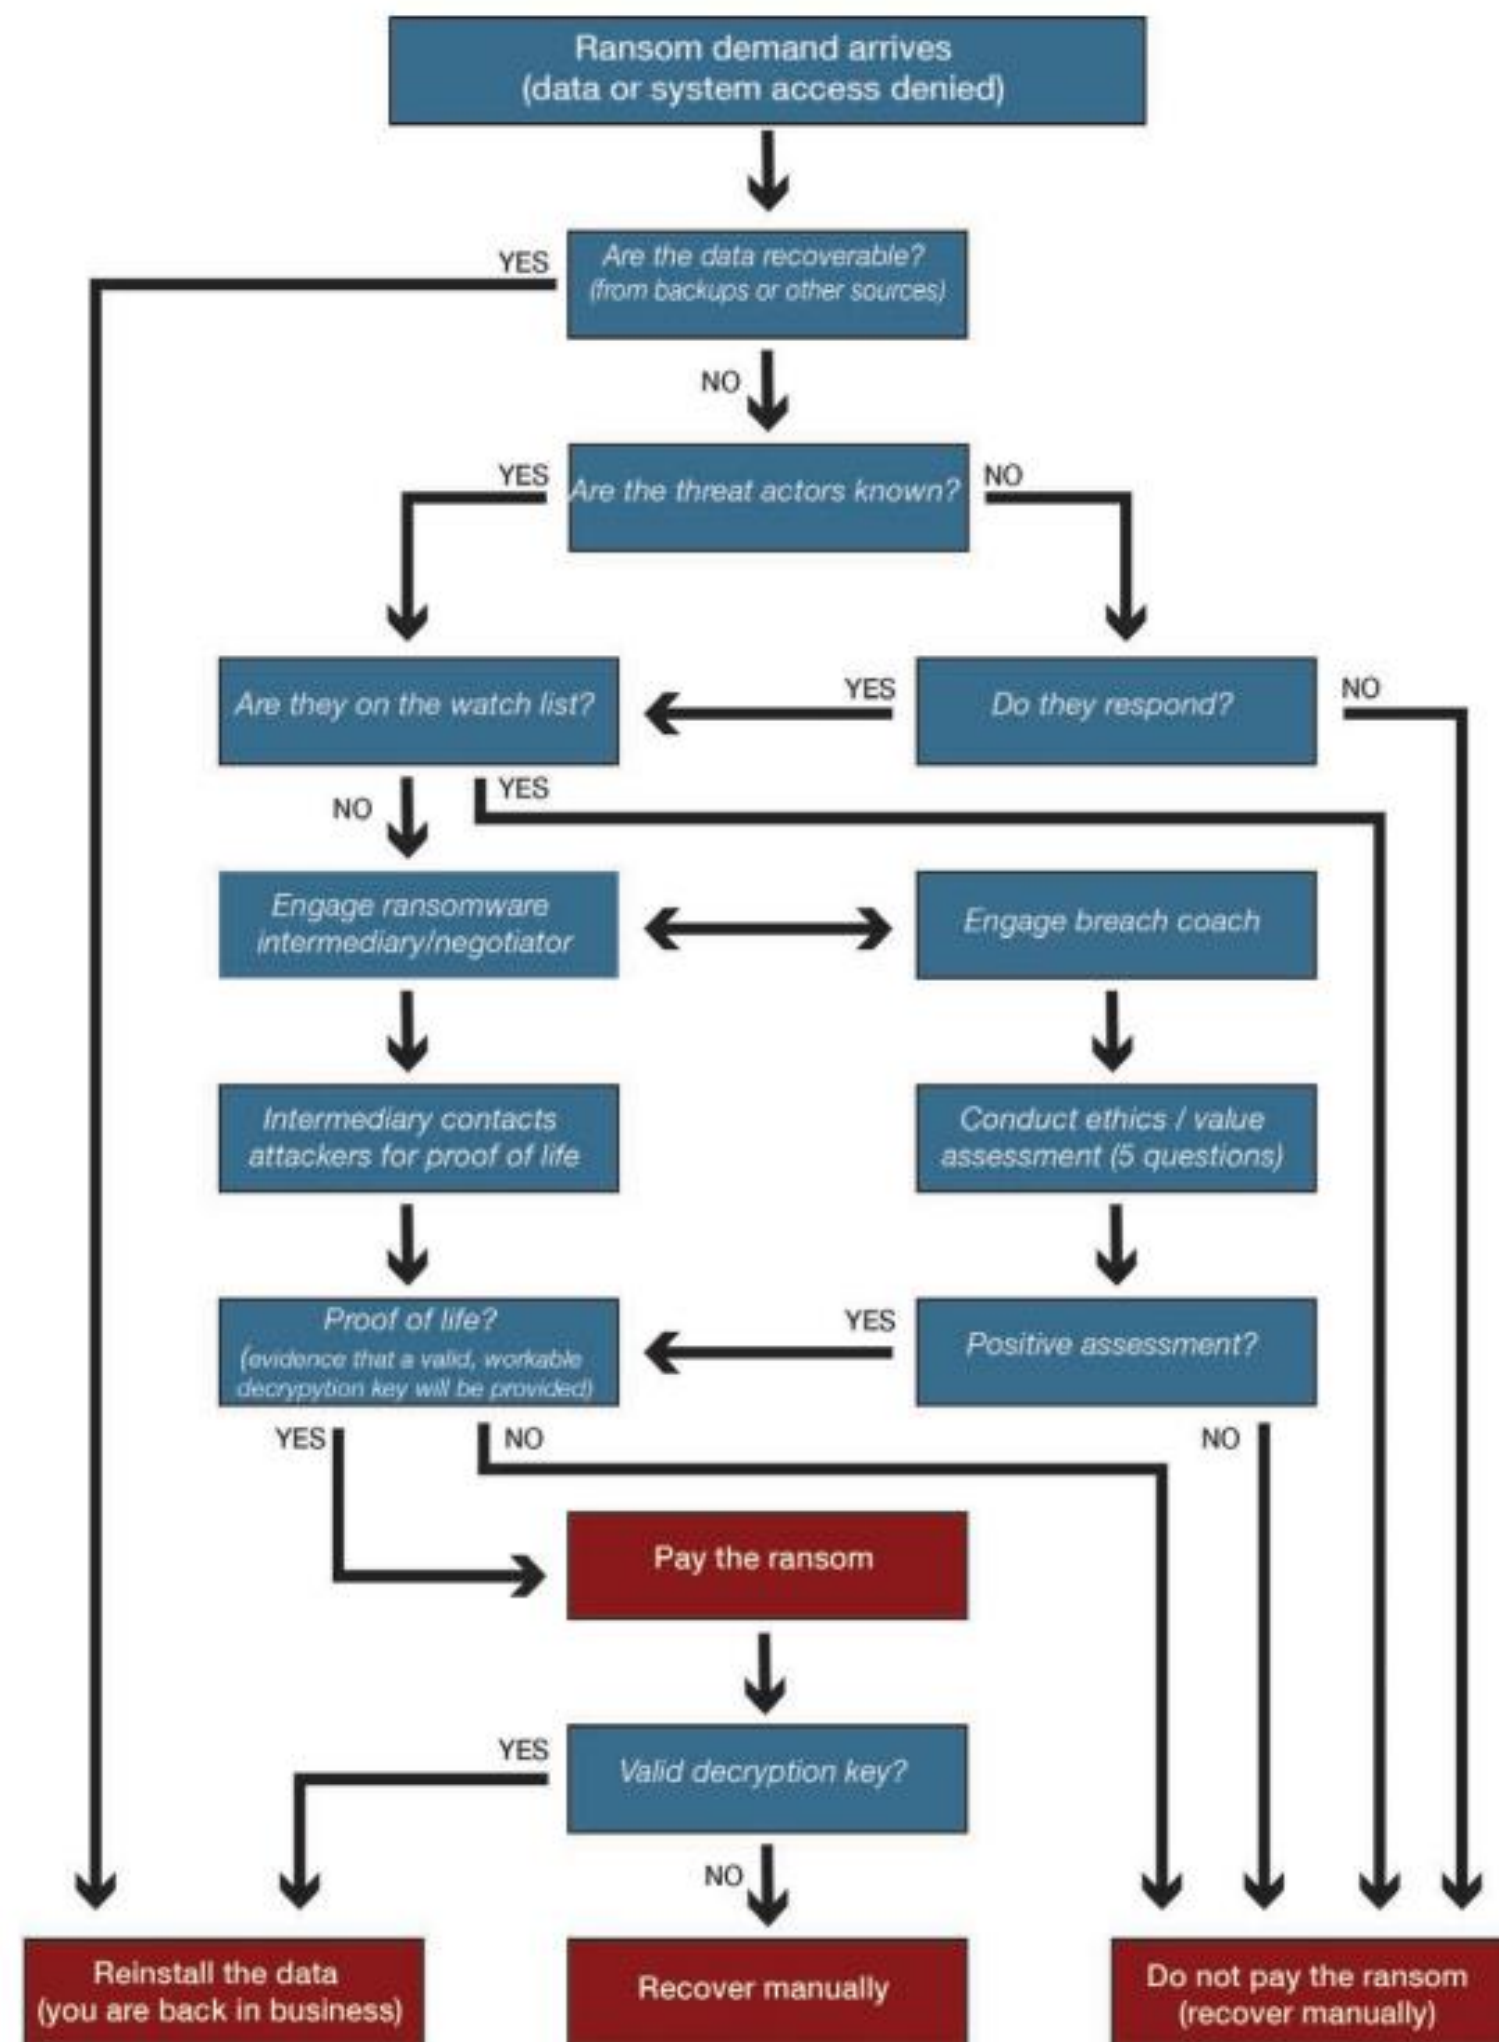 Ransom demand arrives
(data or system access denied)
YES
Are the data recoverable?
(from backups or other sources)
NO
YES
Are the threat actors known?
NO
Are they on the watch list?
YES
Do they respond?
NO
NO
YES
Engage ransomware
intermediary/negotiator
Engage breach coach
Intermediary contacts
attackers for proof of life
Conduct ethics / value
assessment (5 questions)
Proof of life?
(evidence that a valid, workable
decrypytion key will be provided)
YES
Positive assessment?
YES
NO
NO
Pay the ransom
YES
Valid decryption key?
NO
Reinstall the data
(you are back in business)
Recover manually
Do not pay the ransom
(recover manually)